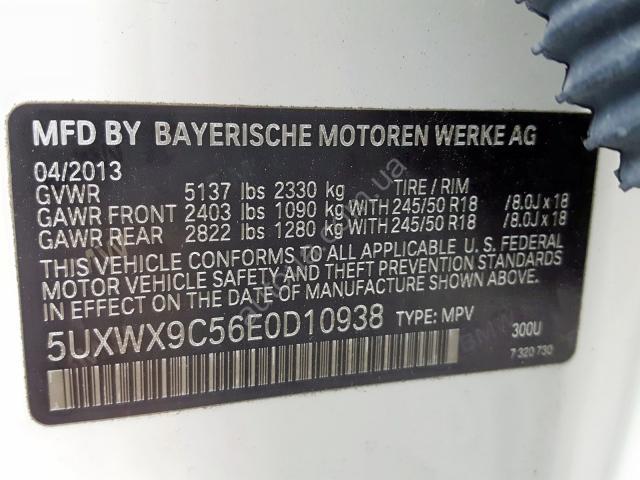 MFD BY BAYERISCHE MOTOREN WERKE AG
04/2013
GVWR 5137 lbs 2330 kg TIRE / RIM
GAWR FRONT 2403 lbs 1090 kg WITH 245/50 R18 /8.0J x 18
GAWR REAR 2822 lbs 1280 kg WITH 245/50 R18 /8.0J x 18
THIS VEHICLE CONFORMS TO ALL APPLICABLE U.S. FEDERAL
MOTOR VEHICLE SAFETY AND THEFT PREVENTION STANDARDS
IN EFFECT ON THE DATE OF MANUFACTURE SHOWN ABOVE.
5UXWX9C56E0D10938 TYPE: MPV 300U
7 320 730